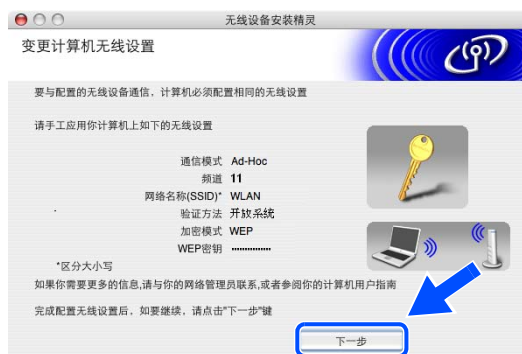 无线设备安装精灵
变更计算机无线设置
要与配置的无线设备通信，计算机必须配置相同的无线设置
请手工应用你计算机上如下的无线设置
通信模式 Ad-Hoc
频道 11
网络名称(SSID)* WLAN
验证方法 开放系统
加密模式 WEP
WEP密钥 ••••••••••••••
*区分大小写
如果你需要更多的信息,请与你的网络管理员联系,或者参阅你的计算机用户指南
完成配置无线设置后，如要继续，请点击"下一步"键
下一步